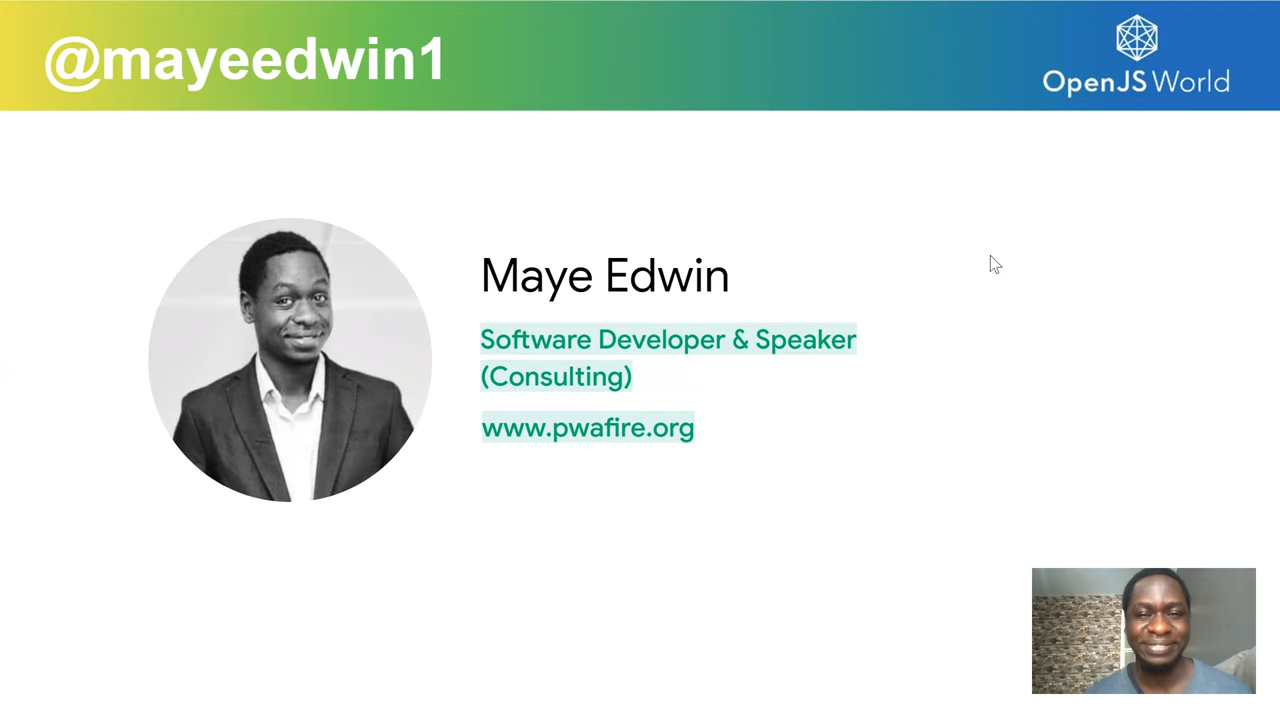 @mayeedwin1
OpenJS World
Maye Edwin
Software Developer & Speaker
(Consulting)
www.pwafire.org